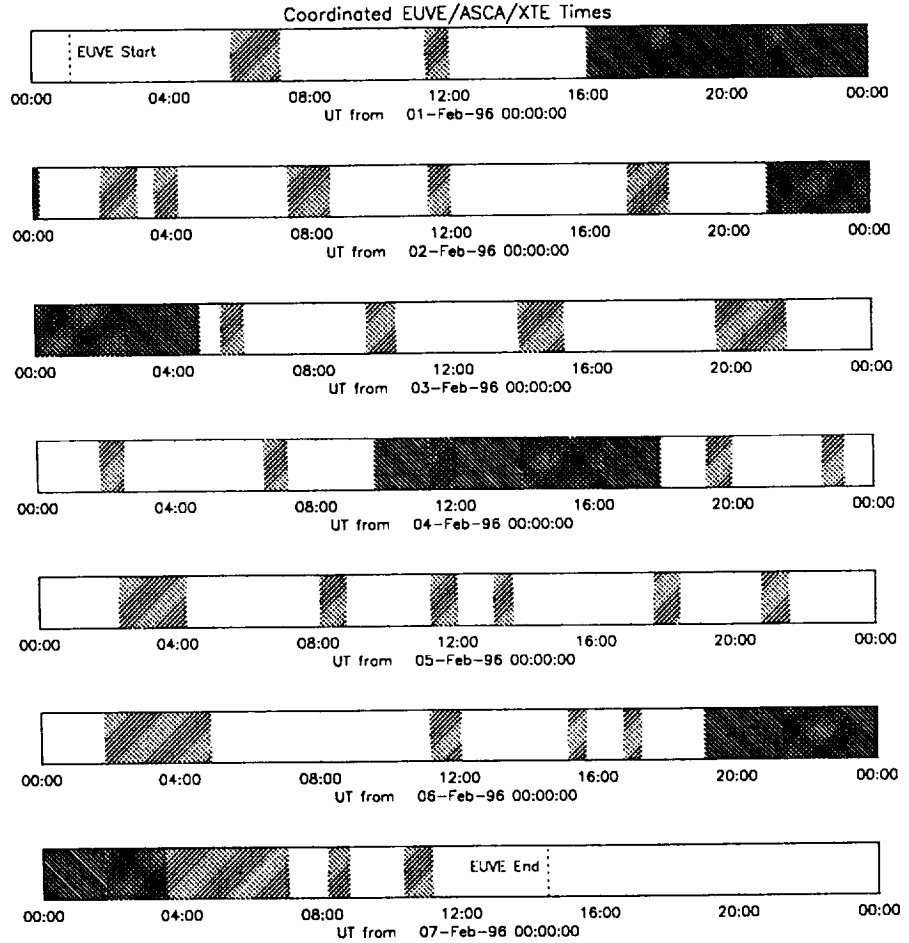 Coordinated EUVE/ASCA/XTE Times
EUVE Start
00:00 04:00 08:00 12:00 16:00 20:00 00:00
UT from 01-Feb-96 00:00:00
00:00 04:00 08:00 12:00 16:00 20:00 00:00
UT from 02-Feb-96 00:00:00
00:00 04:00 08:00 12:00 16:00 20:00 00:00
UT from 03-Feb-96 00:00:00
00:00 04:00 08:00 12:00 16:00 20:00 00:00
UT from 04-Feb-96 00:00:00
00:00 04:00 08:00 12:00 16:00 20:00 00:00
UT from 05-Feb-96 00:00:00
00:00 04:00 08:00 12:00 16:00 20:00 00:00
UT from 06-Feb-96 00:00:00
EUVE End
00:00 04:00 08:00 12:00 16:00 20:00 00:00
UT from 07-Feb-96 00:00:00